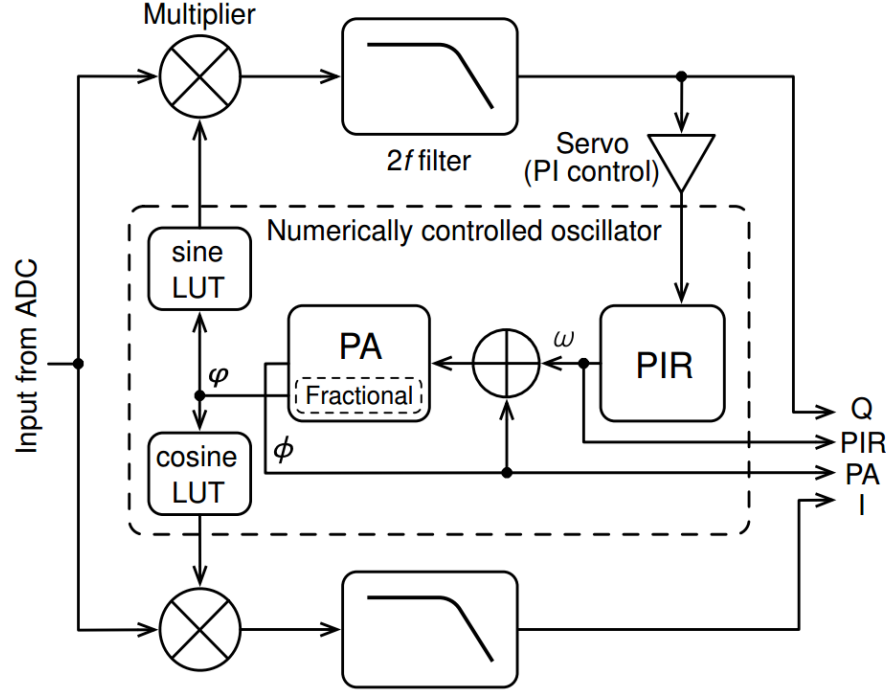 Multiplier
2f filter
Servo
(PI control)
Numerically controlled oscillator
sine
LUT
Input from ADC
PA
Fractional
ω
PIR
φ
ϕ
cosine
LUT
Q
PIR
PA
I